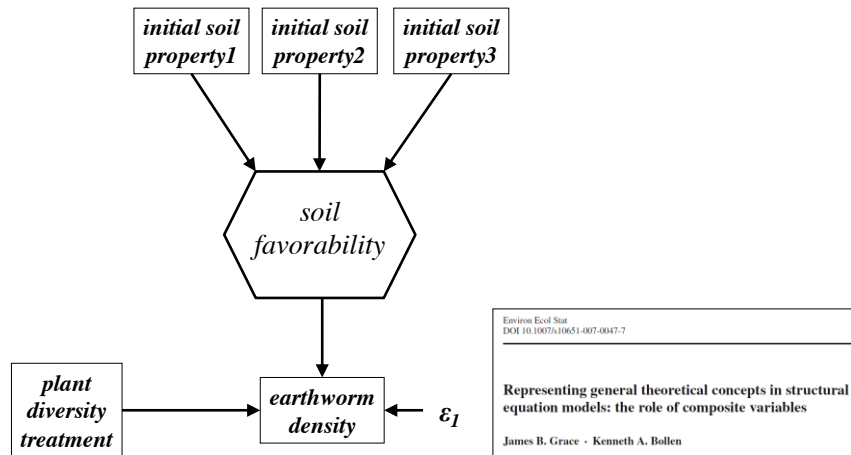 initial soil
property1
initial soil
property2
initial soil
property3
soil
favorability
plant
diversity
treatment
earthworm
density
ε1
Environ Ecol Stat
DOI 10.1007/s10651-007-0047-7
Representing general theoretical concepts in structural
equation models: the role of composite variables
James B. Grace · Kenneth A. Bollen